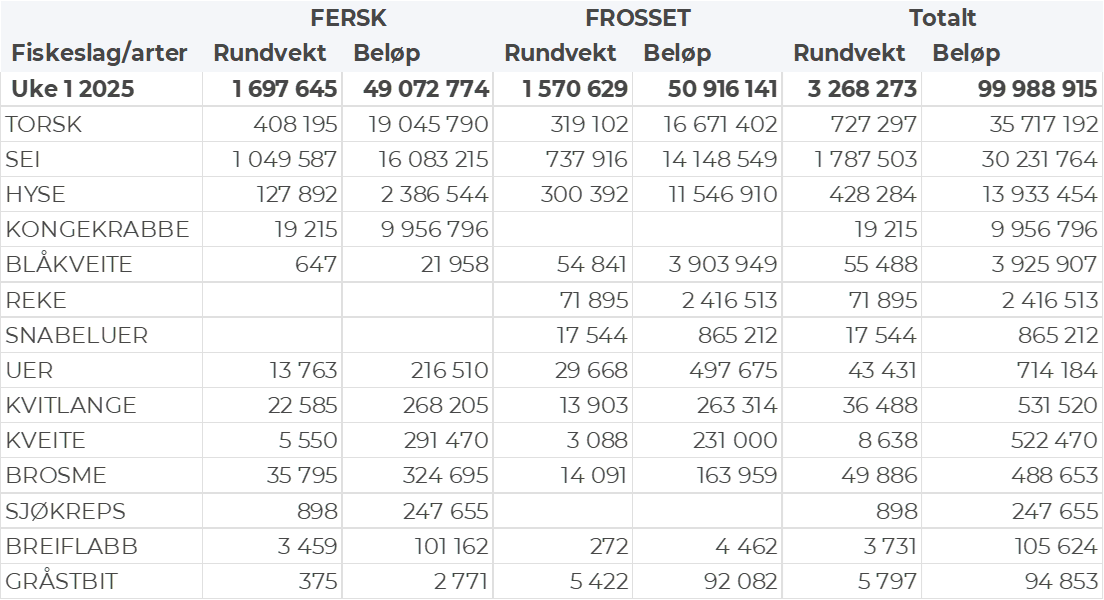 FERSK FROSSET Totalt
Fiskeslag/arter Rundvekt Beløp Rundvekt Beløp Rundvekt Beløp
Uke 1 2025 1 697 645 49 072 774 1 570 629 50 916 141 3 268 273 99 988 915
TORSK 408 195 19 045 790 319 102 16 671 402 727 297 35 717 192
SEI 1 049 587 16 083 215 737 916 14 148 549 1 787 503 30 231 764
HYSE 127 892 2 386 544 300 392 11 546 910 428 284 13 933 454
KONGEKRABBE 19 215 9 956 796 19 215 9 956 796
BLÅKVEITE 647 21 958 54 841 3 903 949 55 488 3 925 907
REKE 71 895 2 416 513 71 895 2 416 513
SNABELUER 17 544 865 212 17 544 865 212
UER 13 763 216 510 29 668 497 675 43 431 714 184
KVITLANGE 22 585 268 205 13 903 263 314 36 488 531 520
KVEITE 5 550 291 470 3 088 231 000 8 638 522 470
BROSME 35 795 324 695 14 091 163 959 49 886 488 653
SJØKREPS 898 247 655 898 247 655
BREIFLABB 3 459 101 162 272 4 462 3 731 105 624
GRÅSTBIT 375 2 771 5 422 92 082 5 797 94 853